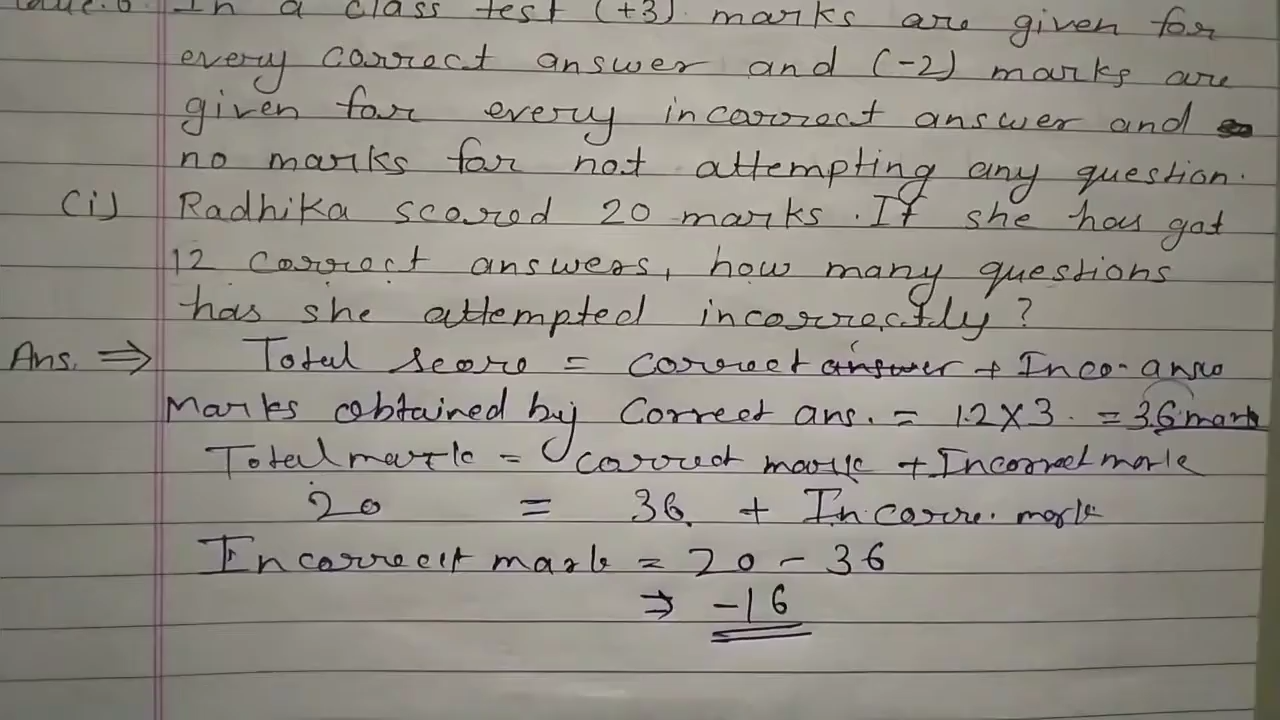 In a class test (+3) marks are given for
every correct answer and (-2) marks are
given for every incorrect answer and
no marks for not attempting any question.
(i) Radhika scored 20 marks. If she has got
12 correct answers, how many questions
has she attempted incorrectly?
Ans. ⇒ Total score = correct answer + Inco-
Marks obtained by Correct ans. = 12×3. = 36 mark
Total mark = correct mark + Incorrect mark
20 = 36 + Incorre. mark
Incorrect mark = 20 - 36
⇒ -16